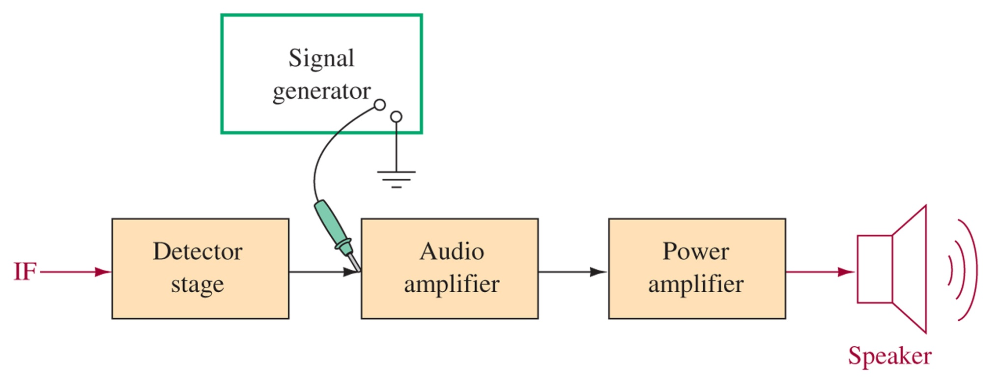 Signal
generator
IF
Detector
stage
Audio
amplifier
Power
amplifier
Speaker